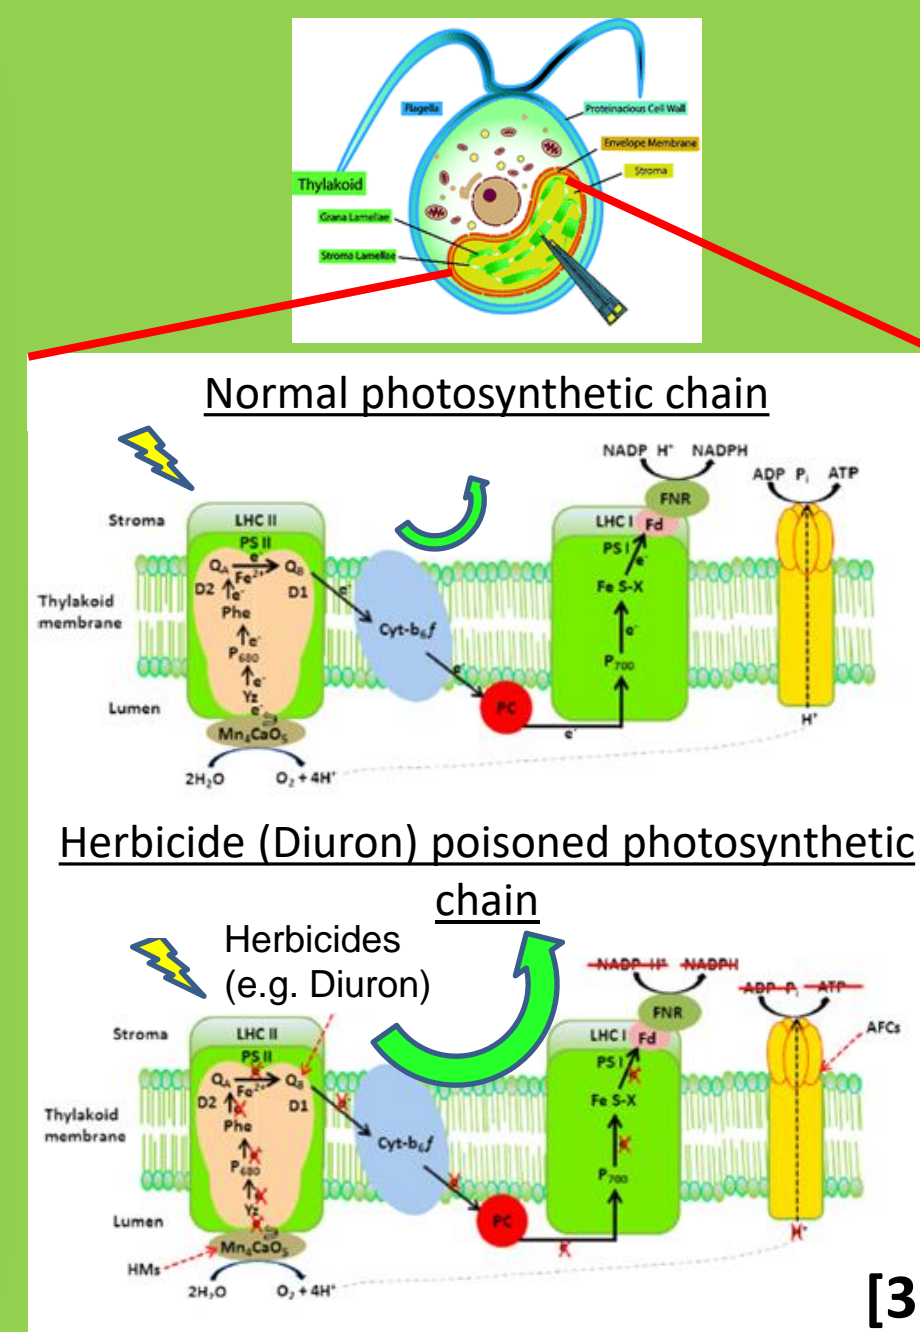 Flagella
Proteinacious Cell Wall
Envelope Membrane
Stroma
Thylakoid
Grana Lamellae
Stroma Lamellae
Normal photosynthetic chain
NADP H⁺ NADPH
ADP Pᵢ ATP
FNR
Stroma
LHC II
LHC I Fd
PS II
PS I
e⁻
Q_A Fe²⁺ Q_B
e⁻
D2 e⁻ D1
e⁻
Fe S-X
Thylakoid
membrane
Phe
Cyt-b₆f
e⁻
e⁻
P₆₈₀
P₇₀₀
e⁻
e⁻
Yz
Lumen
e⁻
PC
H⁺
Mn₄CaO₅
e⁻
2H₂O O₂ + 4H⁺
Herbicide (Diuron) poisoned photosynthetic
chain
Herbicides
(e.g. Diuron)
NADP H⁺ NADPH
ADP Pᵢ ATP
FNR
Stroma
LHC II
LHC I Fd
AFCs
PS II
PS I
Q_A Fe²⁺ Q_B
D2 D1
Fe S-X
Thylakoid
membrane
Phe
Cyt-b₆f
P₆₈₀
P₇₀₀
Yz
Lumen
PC
H⁺
Mn₄CaO₅
HMs
2H₂O O₂ + 4H⁺
[3